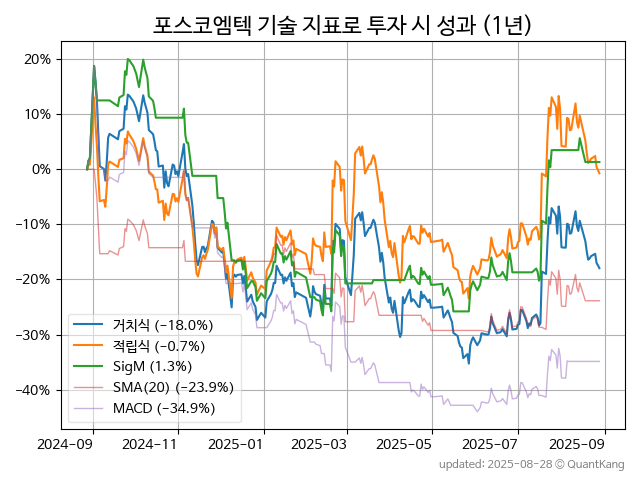 포스코엠텍 기술 지표로 투자 시 성과 (1년)
20%
10%
0%
−10%
−20%
−30%
−40%
거치식 (−18.0%)
적립식 (−0.7%)
SigM (1.3%)
SMA(20) (−23.9%)
MACD (−34.9%)
2024-09
2024-11
2025-01
2025-03
2025-05
2025-07
2025-09
updated: 2025-08-28 © QuantKang